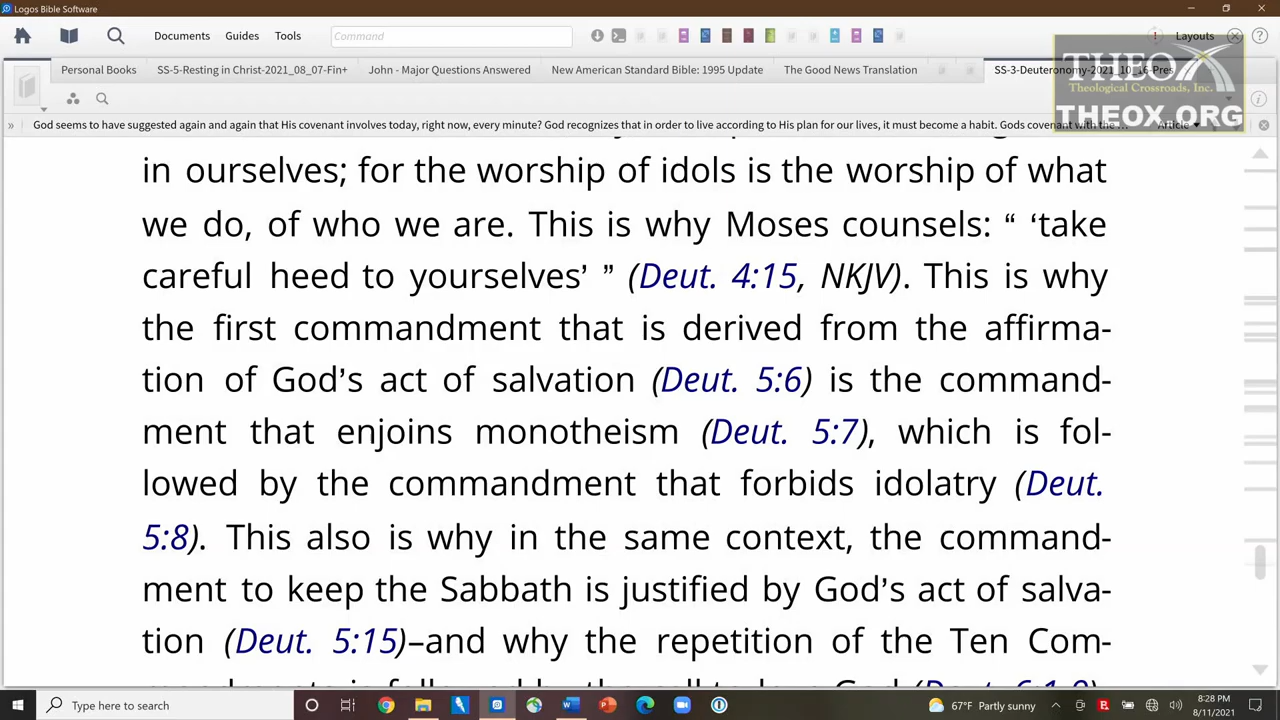 Logos Bible Software
Documents Guides Tools Command Layouts
Personal Books SS-5-Resting in Christ-2021_08_07-Fin+ New American Standard Bible: 1995 Update The Good News Translation SS-3-Deuteronomy-2021_10_16-Pres
THEOX
Theological Crossroads, Inc.
THEOX.ORG
» God seems to have suggested again and again that His covenant involves today, right now, every minute. God recognizes that in order to live according to His plan for our lives, it must become a habit. Gods covenant with the ... Article
in ourselves; for the worship of idols is the worship of what
we do, of who we are. This is why Moses counsels: “ ‘take
careful heed to yourselves’ ” (Deut. 4:15, NKJV). This is why
the first commandment that is derived from the affirma-
tion of God’s act of salvation (Deut. 5:6) is the command-
ment that enjoins monotheism (Deut. 5:7), which is fol-
lowed by the commandment that forbids idolatry (Deut.
5:8). This also is why in the same context, the command-
ment to keep the Sabbath is justified by God’s act of salva-
tion (Deut. 5:15)–and why the repetition of the Ten Com-
Type here to search 67°F Partly sunny 8:28 PM
8/11/2021